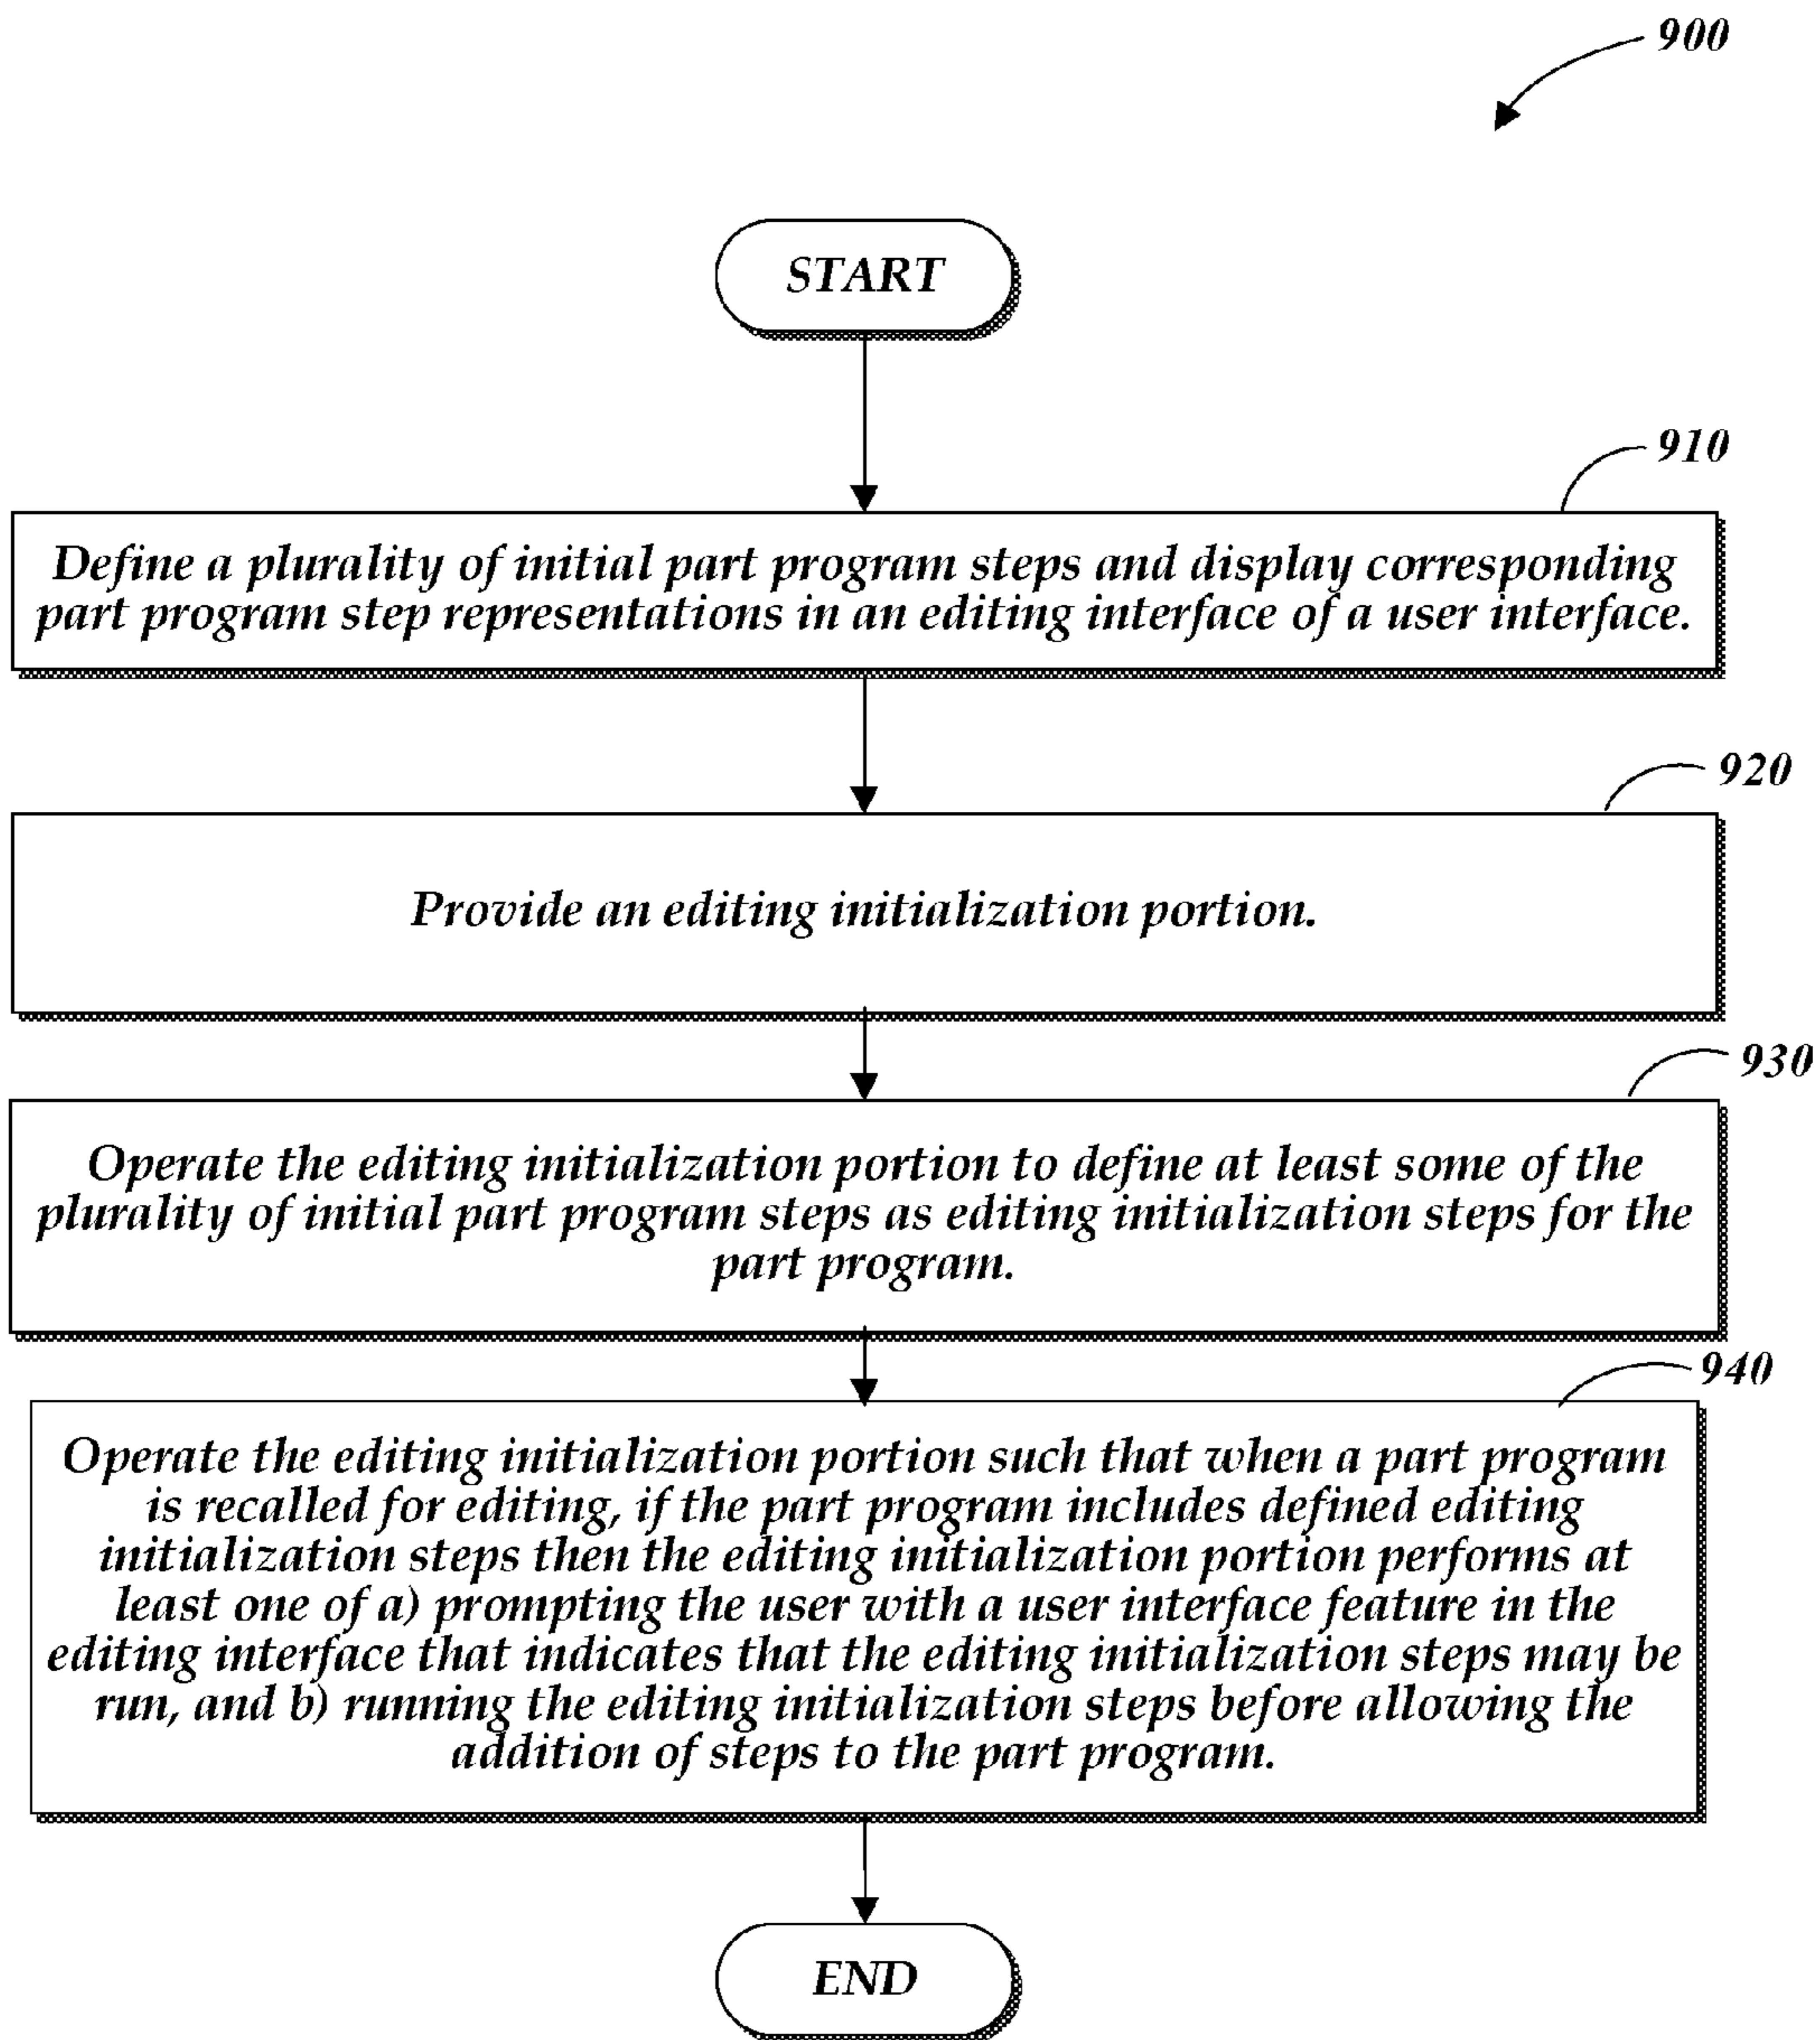 900
START
910
Define a plurality of initial part program steps and display corresponding
part program step representations in an editing interface of a user interface.
920
Provide an editing initialization portion.
930
Operate the editing initialization portion to define at least some of the
plurality of initial part program steps as editing initialization steps for the
part program.
940
Operate the editing initialization portion such that when a part program
is recalled for editing, if the part program includes defined editing
initialization steps then the editing initialization portion performs at
least one of a) prompting the user with a user interface feature in the
editing interface that indicates that the editing initialization steps may be
run, and b) running the editing initialization steps before allowing the
addition of steps to the part program.
END